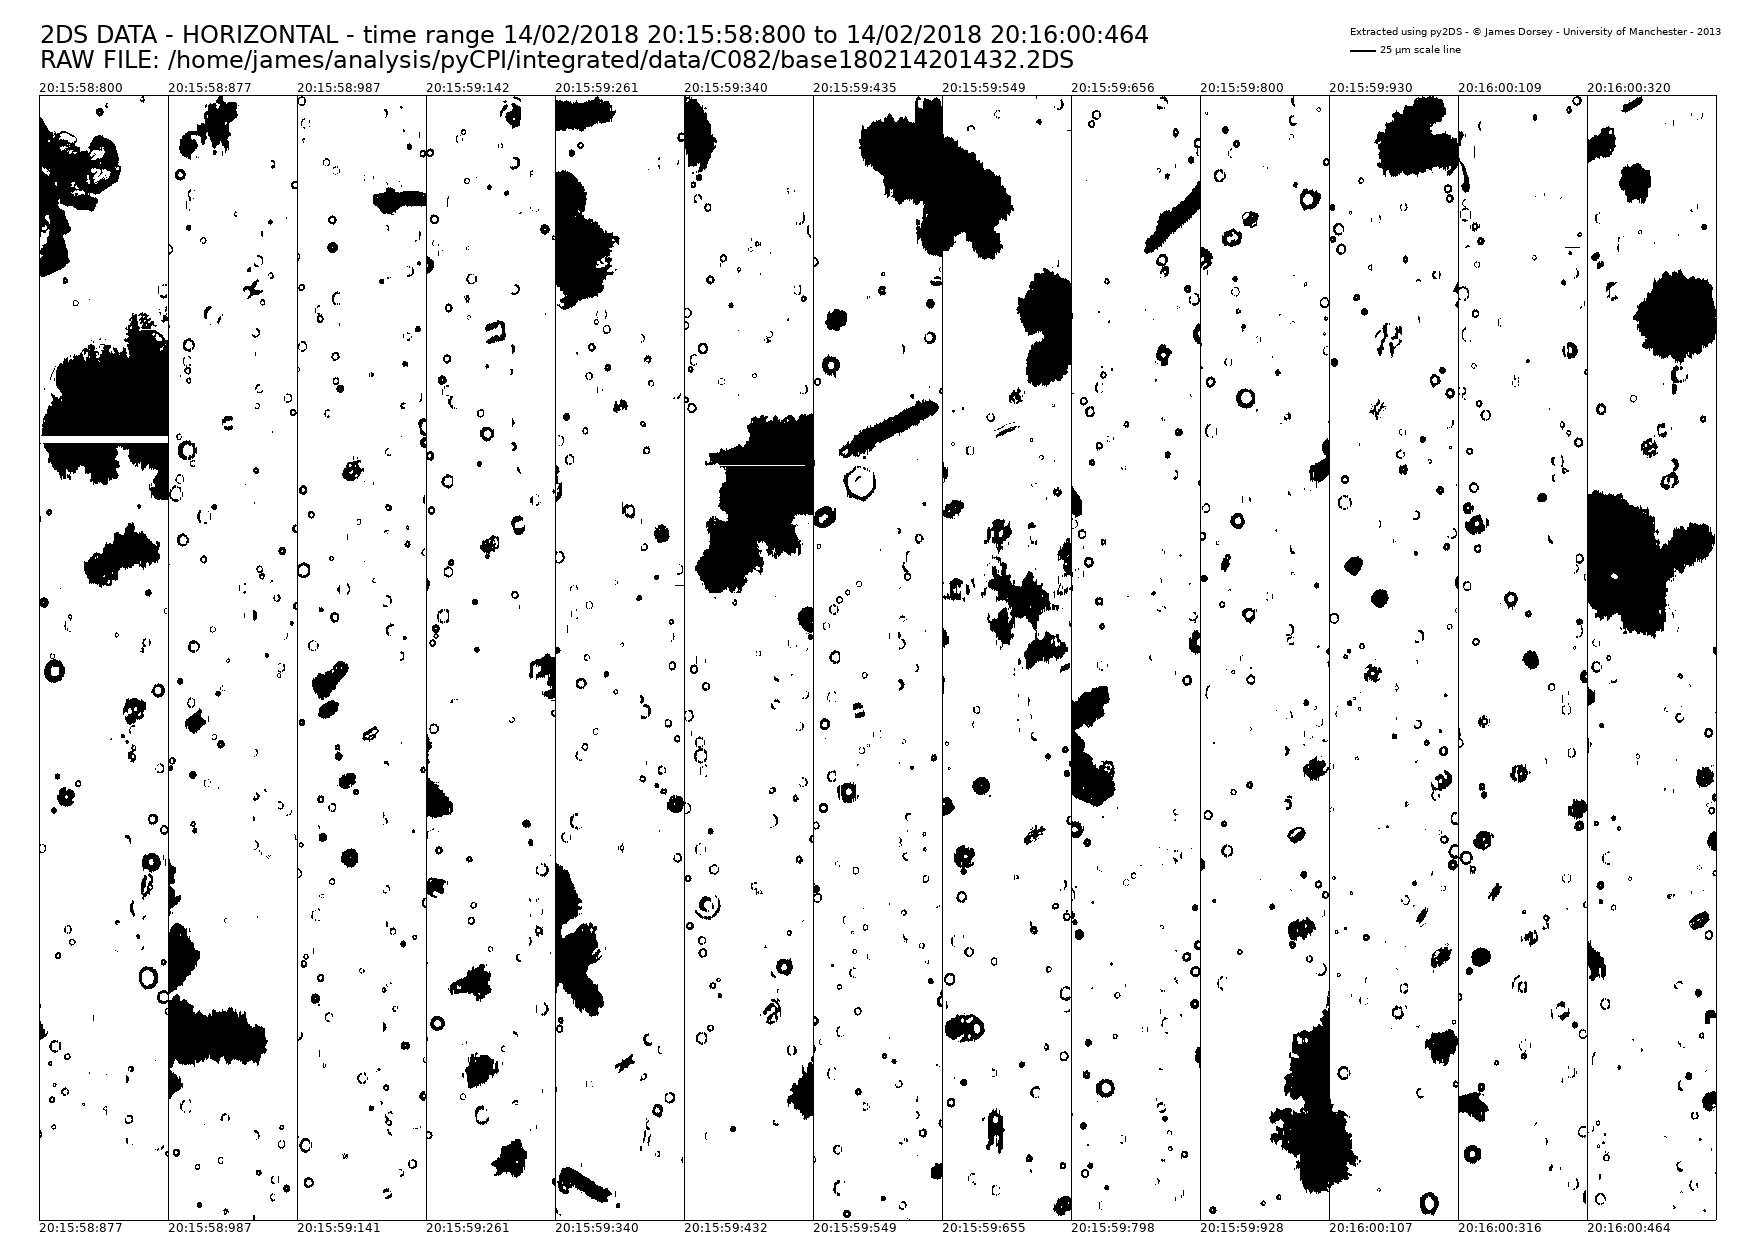 2DS DATA - HORIZONTAL - time range 14/02/2018 20:15:58:800 to 14/02/2018 20:16:00:464
RAW FILE: /home/james/analysis/pyCPI/integrated/data/C082/base180214201432.2DS
Extracted using py2DS - © James Dorsey - University of Manchester - 2013
25 μm scale line
20:15:58:800 20:15:58:877 20:15:58:987 20:15:59:142 20:15:59:261 20:15:59:340 20:15:59:435 20:15:59:549 20:15:59:656 20:15:59:800 20:15:59:930 20:16:00:109 20:16:00:320
20:15:58:877 20:15:58:987 20:15:59:141 20:15:59:261 20:15:59:340 20:15:59:432 20:15:59:549 20:15:59:655 20:15:59:798 20:15:59:928 20:16:00:107 20:16:00:316 20:16:00:464